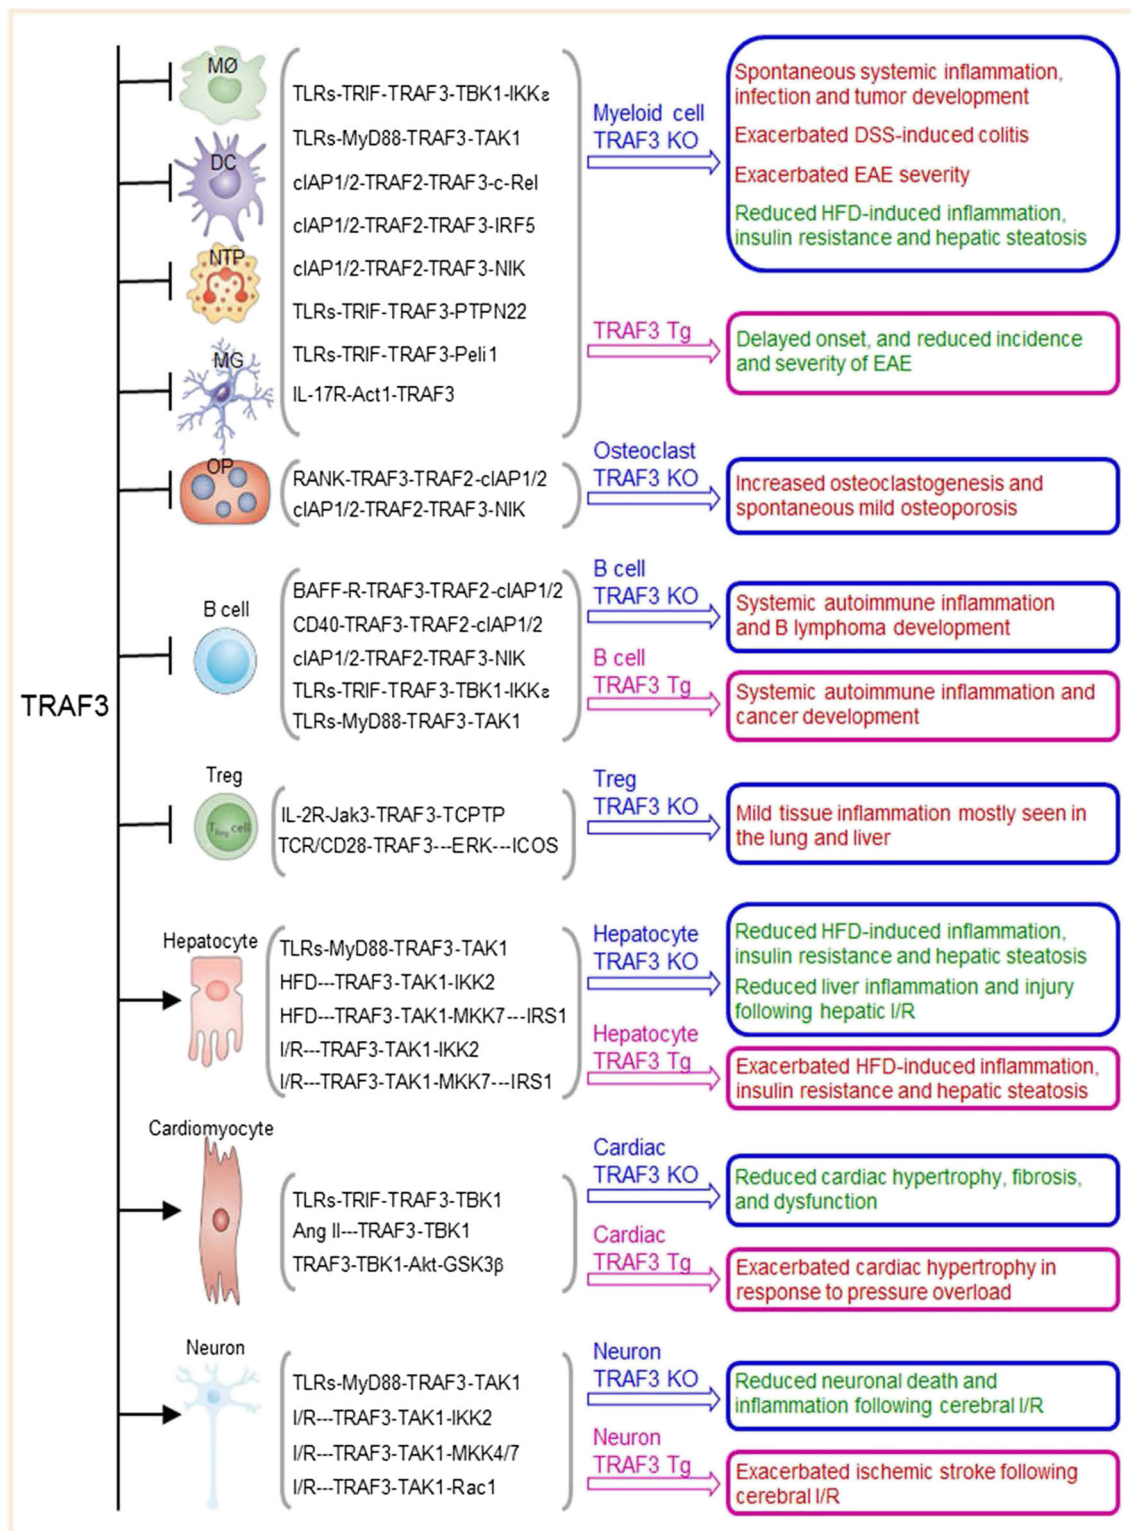 TRAF3
MØ
DC
NTP
MG
TLRs-TRIF-TRAF3-TBK1-IKKε
TLRs-MyD88-TRAF3-TAK1
cIAP1/2-TRAF2-TRAF3-c-Rel
cIAP1/2-TRAF2-TRAF3-IRF5
cIAP1/2-TRAF2-TRAF3-NIK
TLRs-TRIF-TRAF3-PTPN22
TLRs-TRIF-TRAF3-Peli1
IL-17R-Act1-TRAF3
Myeloid cell
TRAF3 KO
Spontaneous systemic inflammation,
infection and tumor development
Exacerbated DSS-induced colitis
Exacerbated EAE severity
Reduced HFD-induced inflammation,
insulin resistance and hepatic steatosis
TRAF3 Tg
Delayed onset, and reduced incidence
and severity of EAE
OP
RANK-TRAF3-TRAF2-cIAP1/2
cIAP1/2-TRAF2-TRAF3-NIK
Osteoclast
TRAF3 KO
Increased osteoclastogenesis and
spontaneous mild osteoporosis
B cell
BAFF-R-TRAF3-TRAF2-cIAP1/2
CD40-TRAF3-TRAF2-cIAP1/2
cIAP1/2-TRAF2-TRAF3-NIK
TLRs-TRIF-TRAF3-TBK1-IKKε
TLRs-MyD88-TRAF3-TAK1
B cell
TRAF3 KO
Systemic autoimmune inflammation
and B lymphoma development
B cell
TRAF3 Tg
Systemic autoimmune inflammation and
cancer development
Treg
TReg cell
IL-2R-Jak3-TRAF3-TCPTP
TCR/CD28-TRAF3---ERK---ICOS
Treg
TRAF3 KO
Mild tissue inflammation mostly seen in
the lung and liver
Hepatocyte
TLRs-MyD88-TRAF3-TAK1
HFD---TRAF3-TAK1-IKK2
HFD---TRAF3-TAK1-MKK7---IRS1
I/R---TRAF3-TAK1-IKK2
I/R---TRAF3-TAK1-MKK7---IRS1
Hepatocyte
TRAF3 KO
Reduced HFD-induced inflammation,
insulin resistance and hepatic steatosis
Reduced liver inflammation and injury
following hepatic I/R
Hepatocyte
TRAF3 Tg
Exacerbated HFD-induced inflammation,
insulin resistance and hepatic steatosis
Cardiomyocyte
TLRs-TRIF-TRAF3-TBK1
Ang II---TRAF3-TBK1
TRAF3-TBK1-Akt-GSK3β
Cardiac
TRAF3 KO
Reduced cardiac hypertrophy, fibrosis,
and dysfunction
Cardiac
TRAF3 Tg
Exacerbated cardiac hypertrophy in
response to pressure overload
Neuron
TLRs-MyD88-TRAF3-TAK1
I/R---TRAF3-TAK1-IKK2
I/R---TRAF3-TAK1-MKK4/7
I/R---TRAF3-TAK1-Rac1
Neuron
TRAF3 KO
Reduced neuronal death and
inflammation following cerebral I/R
Neuron
TRAF3 Tg
Exacerbated ischemic stroke following
cerebral I/R